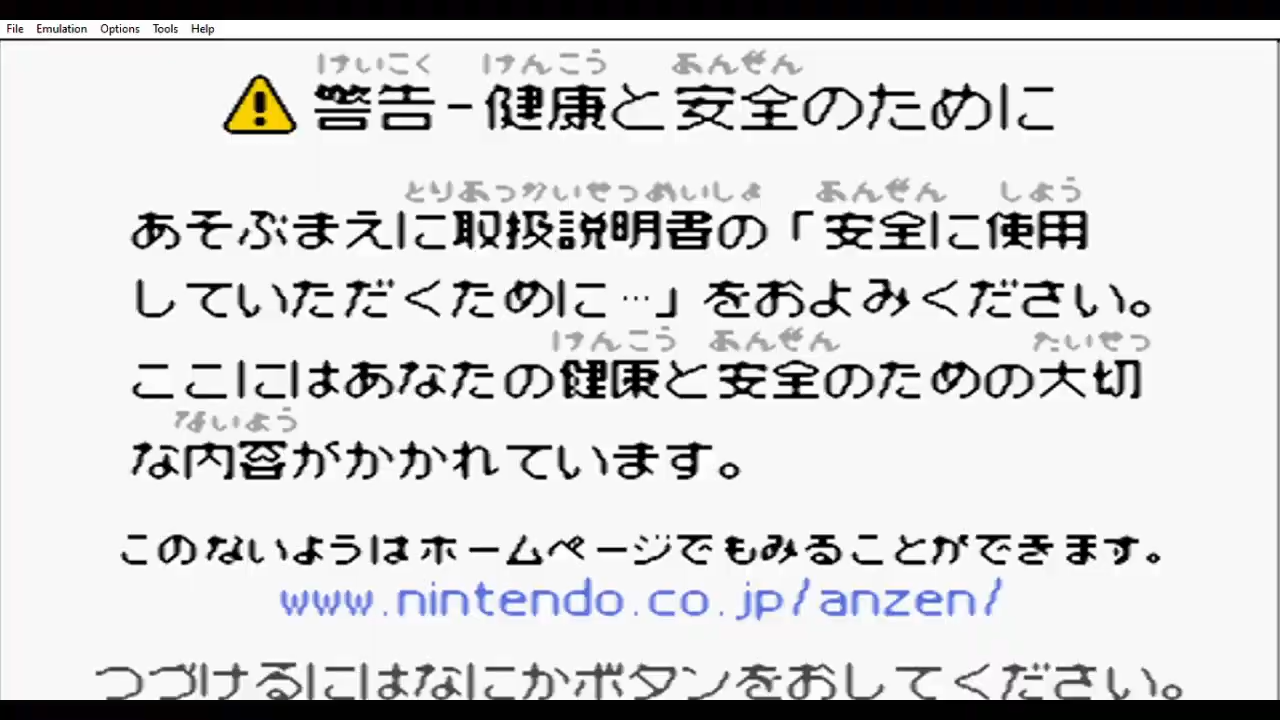 File Emulation Options Tools Help
けいこく けんこう あんぜん
警告-健康と安全のために
とりあつかいせつめいしょ あんぜん しよう
あそぶまえに取扱説明書の「安全に使用
していただくために…」をおよみください。
けんこう あんぜん たいせつ
ここにはあなたの健康と安全のための大切
ないよう
な内容がかかれています。
このないようはホームページでもみることができます。
www.nintendo.co.jp/anzen/
つづけるにはなにかボタンをおしてください。